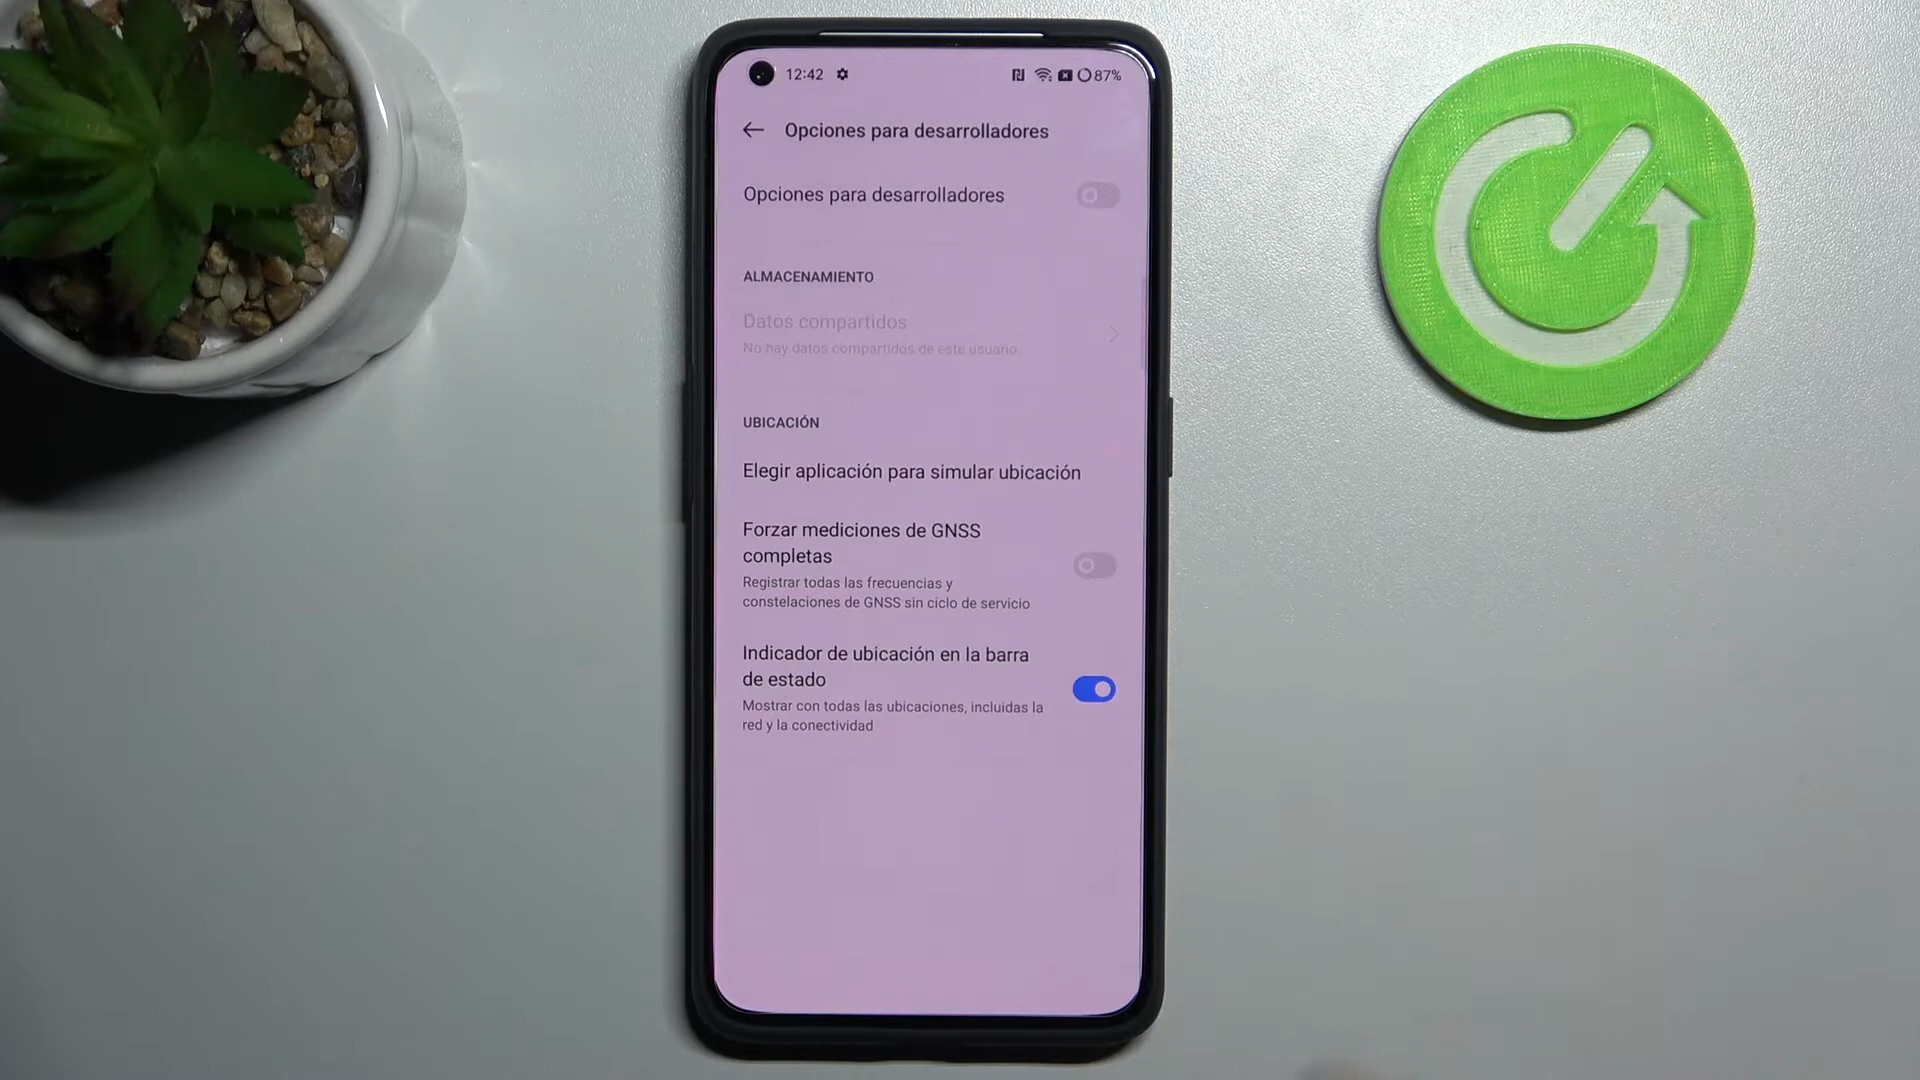 12:42
87%
Opciones para desarrolladores
Opciones para desarrolladores
ALMACENAMIENTO
Datos compartidos
No hay datos compartidos de este usuario.
UBICACIÓN
Elegir aplicación para simular ubicación
Forzar mediciones de GNSS
completas
Registrar todas las frecuencias y
constelaciones de GNSS sin ciclo de servicio
Indicador de ubicación en la barra
de estado
Mostrar con todas las ubicaciones, incluidas la
red y la conectividad